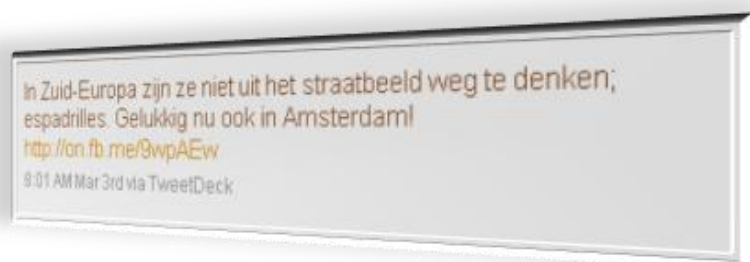 In Zuid-Europa zijn ze niet uit het straatbeeld weg te denken;
espadrilles. Gelukkig nu ook in Amsterdam!
http://on.fb.me/9wpAEw
9:01 AM Mar 3rd via TweetDeck